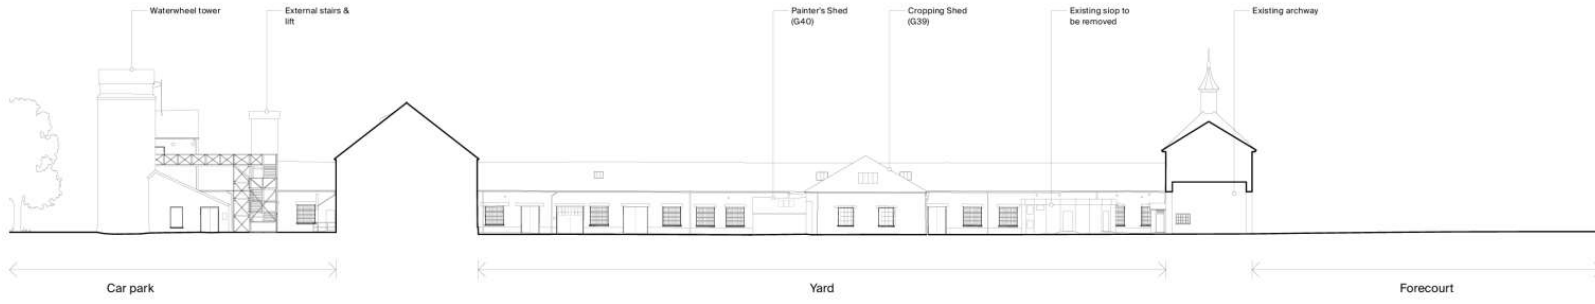 Waterwheel tower
External stairs &
lift
Painter's Shed
(G40)
Cropping Shed
(G39)
Existing siop to
be removed
Existing archway
Car park
Yard
Forecourt